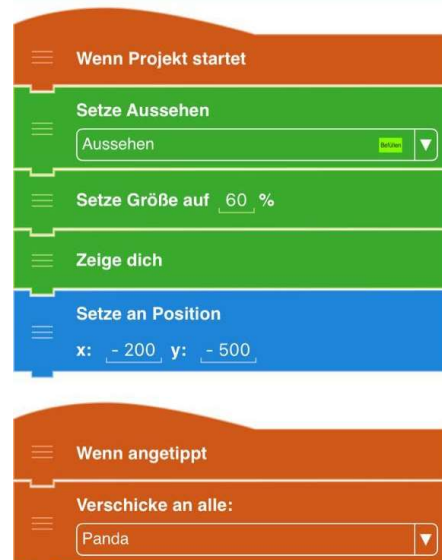 Wenn Projekt startet
Setze Aussehen
Aussehen Befüllen
Setze Größe auf 60 %
Zeige dich
Setze an Position
x: - 200 y: - 500
Wenn angetippt
Verschicke an alle:
Panda